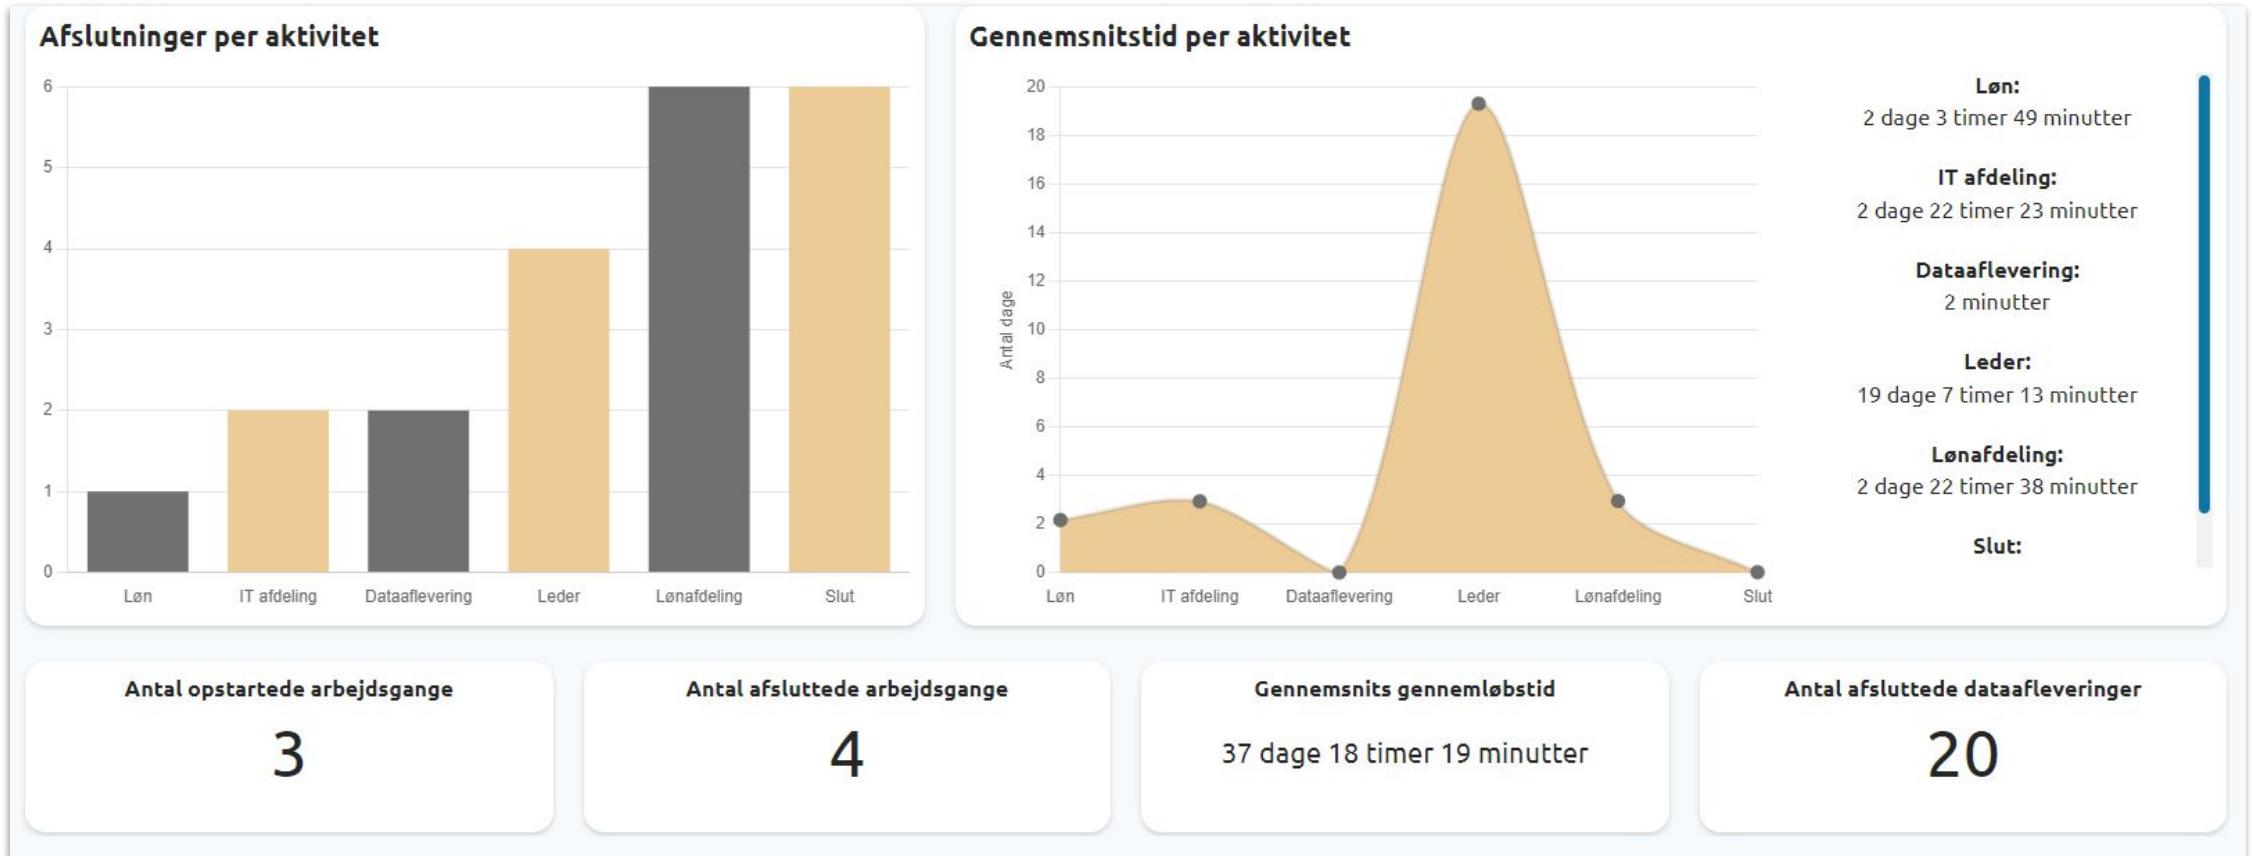 Afslutninger per aktivitet
6
5
4
3
2
1
0
Løn
IT afdeling
Dataaflevering
Leder
Lønafdeling
Slut
Gennemsnitstid per aktivitet
Antal dage
20
18
16
14
12
10
8
6
4
2
0
Løn
IT afdeling
Dataaflevering
Leder
Lønafdeling
Slut
Løn:
2 dage 3 timer 49 minutter
IT afdeling:
2 dage 22 timer 23 minutter
Dataaflevering:
2 minutter
Leder:
19 dage 7 timer 13 minutter
Lønafdeling:
2 dage 22 timer 38 minutter
Slut:
Antal opstartede arbejdsgange
3
Antal afsluttede arbejdsgange
4
Gennemsnits gennemløbstid
37 dage 18 timer 19 minutter
Antal afsluttede dataafleveringer
20